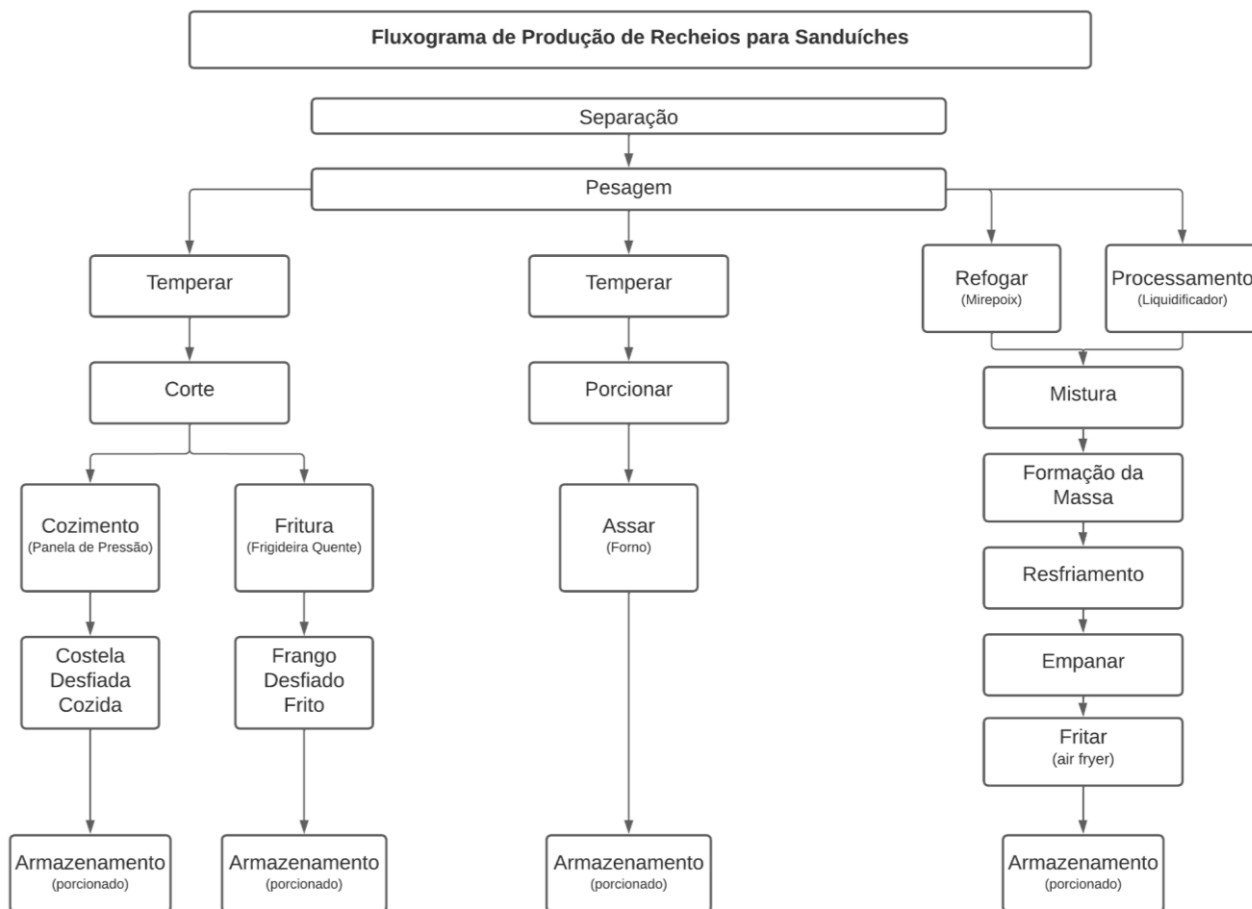 Fluxograma de Produção de Recheios para Sanduíches
Separação
Pesagem
Temperar
Corte
Cozimento
(Panela de Pressão)
Costela
Desfiada
Cozida
Armazenamento
(porcionado)
Fritura
(Frigideira Quente)
Frango
Desfiado
Frito
Armazenamento
(porcionado)
Temperar
Porcionar
Assar
(Forno)
Armazenamento
(porcionado)
Refogar
(Mirepoix)
Processamento
(Liquidificador)
Mistura
Formação da
Massa
Resfriamento
Empanar
Fritar
(air fryer)
Armazenamento
(porcionado)